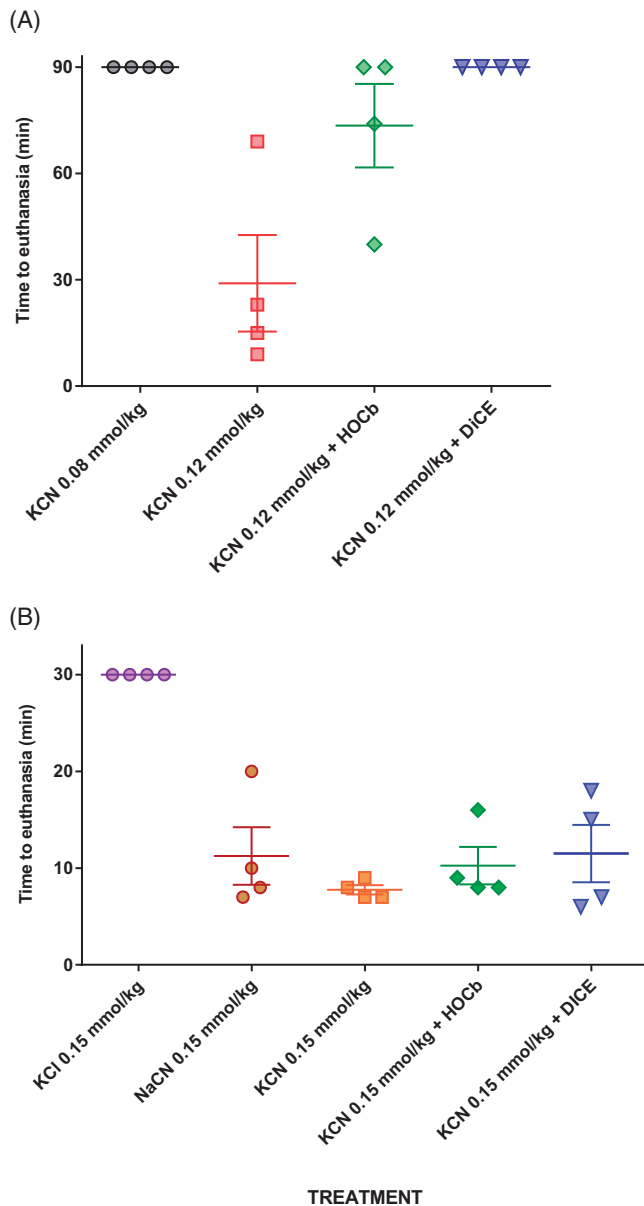 (A)
90
60
30
0
Time to euthanasia (min)
KCN 0.08 mmol/kg
KCN 0.12 mmol/kg
KCN 0.12 mmol/kg + HOCb
KCN 0.12 mmol/kg + DiCE
(B)
30
20
10
0
Time to euthanasia (min)
KCl 0.15 mmol/kg
NaCN 0.15 mmol/kg
KCN 0.15 mmol/kg
KCN 0.15 mmol/kg + HOCb
KCN 0.15 mmol/kg + DICE
TREATMENT